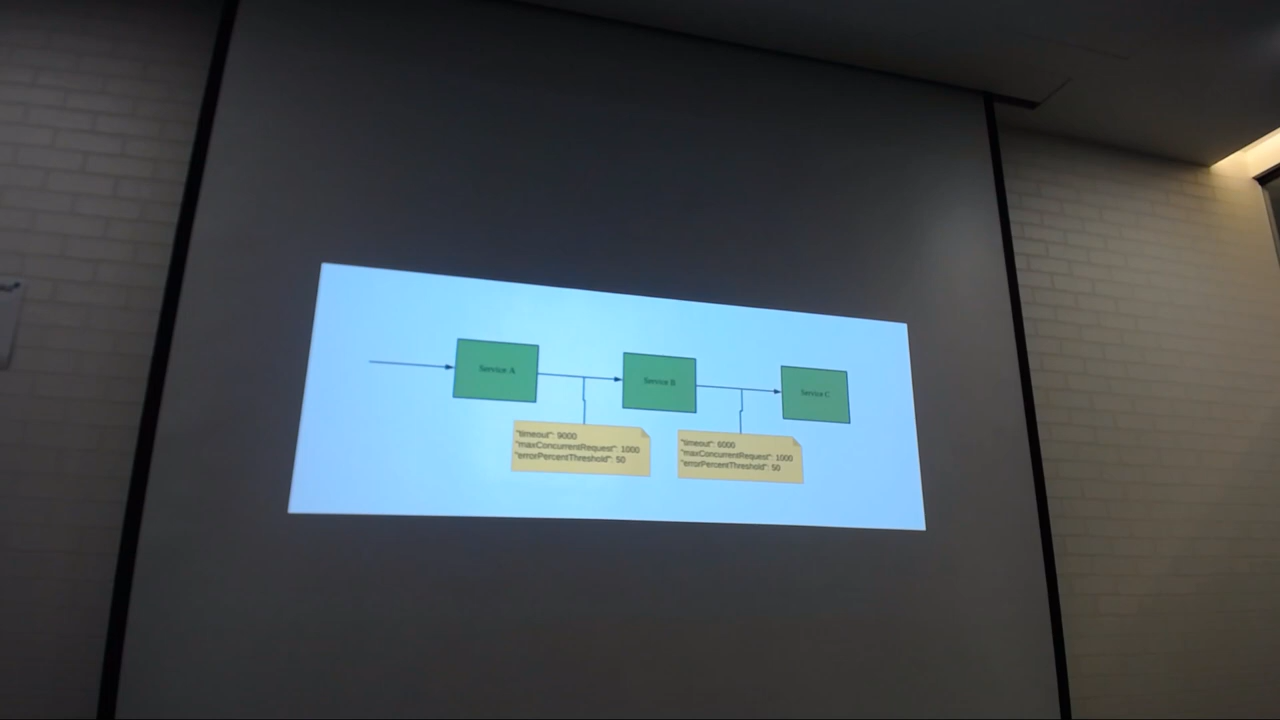 Service A
Service B
Service C
"timeout": 9000
"maxConcurrentRequest": 1000
"errorPercentThreshold": 50
"timeout": 6000
"maxConcurrentRequest": 1000
"errorPercentThreshold": 50